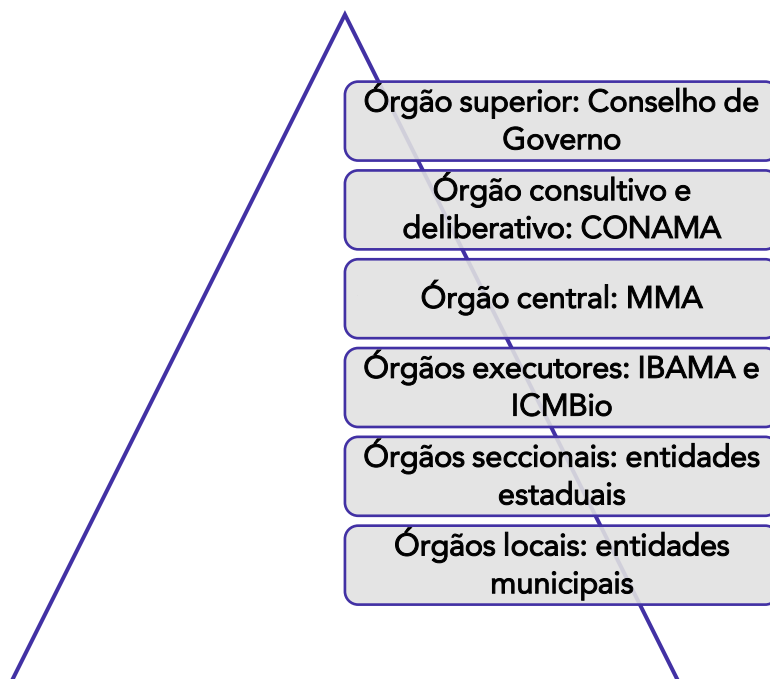 Órgão superior: Conselho de
Governo
Órgão consultivo e
deliberativo: CONAMA
Órgão central: MMA
Órgãos executores: IBAMA e
ICMBio
Órgãos seccionais: entidades
estaduais
Órgãos locais: entidades
municipais